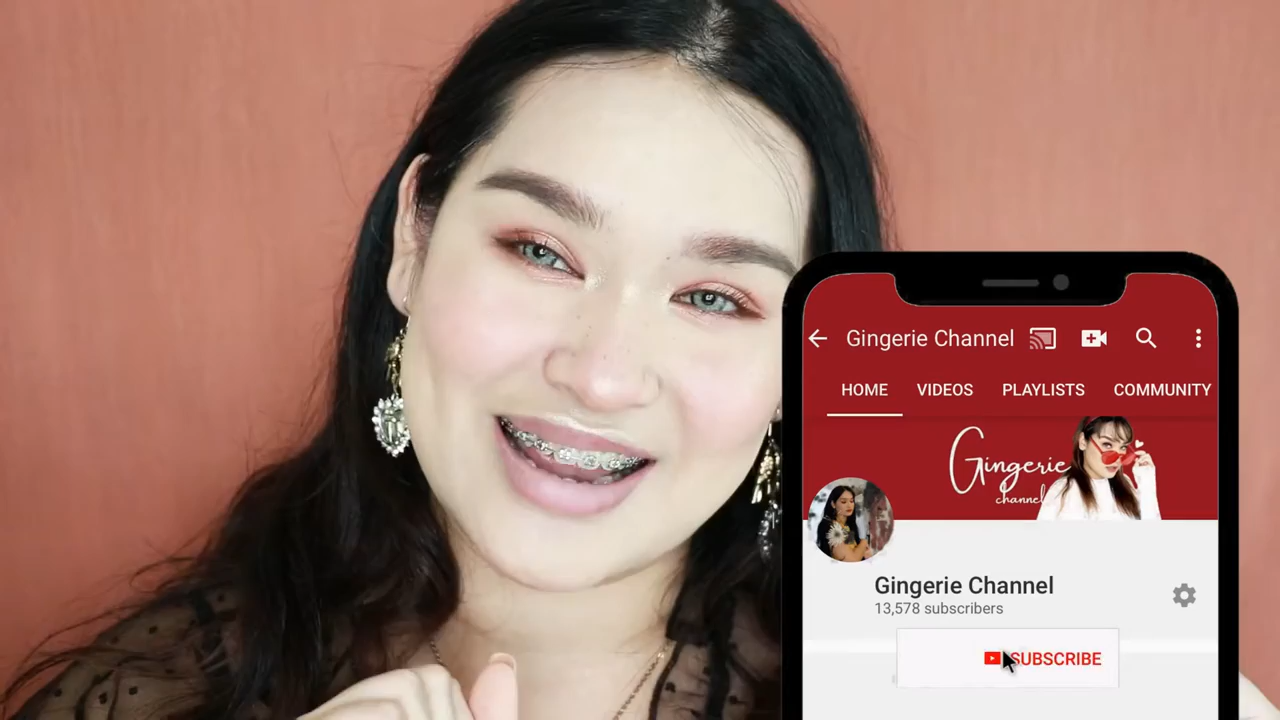 Gingerie Channel
HOME VIDEOS PLAYLISTS COMMUNITY
Gingerie
channel
Gingerie Channel
13,578 subscribers
SUBSCRIBE